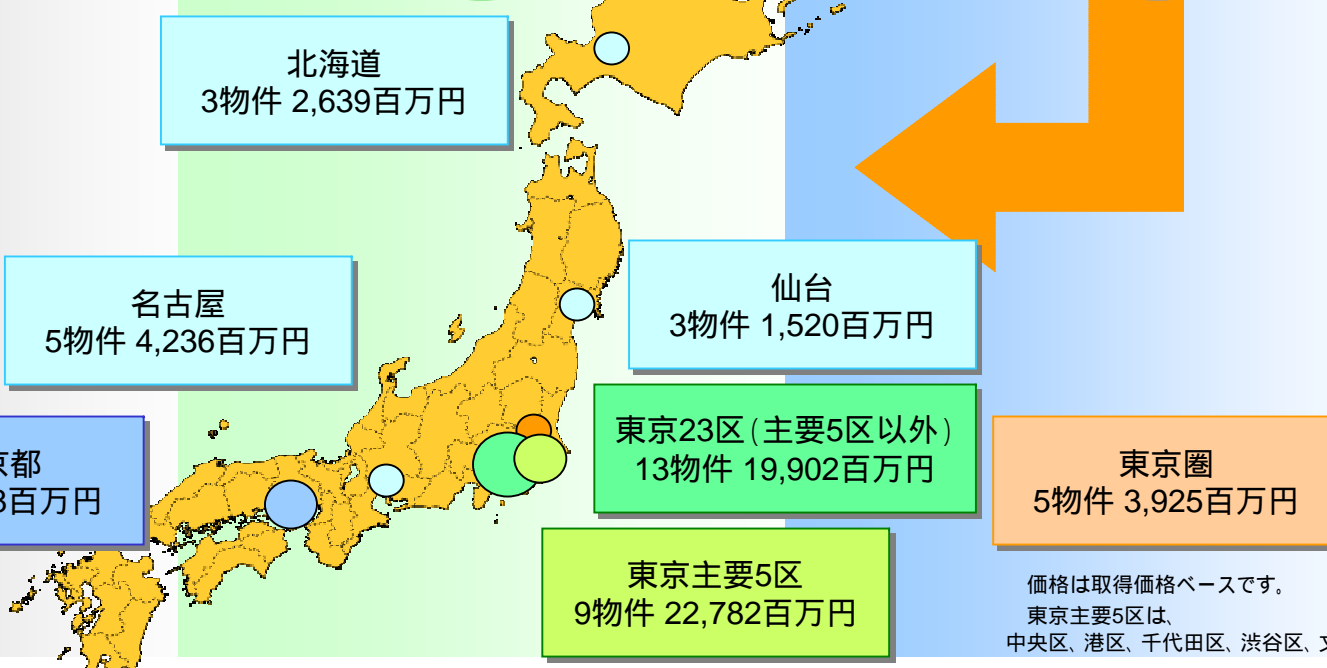 北海道
3物件 2,639百万円
名古屋
5物件 4,236百万円
仙台
3物件 1,520百万円
京都
百万円
東京23区(主要5区以外)
13物件 19,902百万円
東京圏
5物件 3,925百万円
東京主要5区
9物件 22,782百万円
価格は取得価格ベースです。
東京主要5区は、
中央区、港区、千代田区、渋谷区、